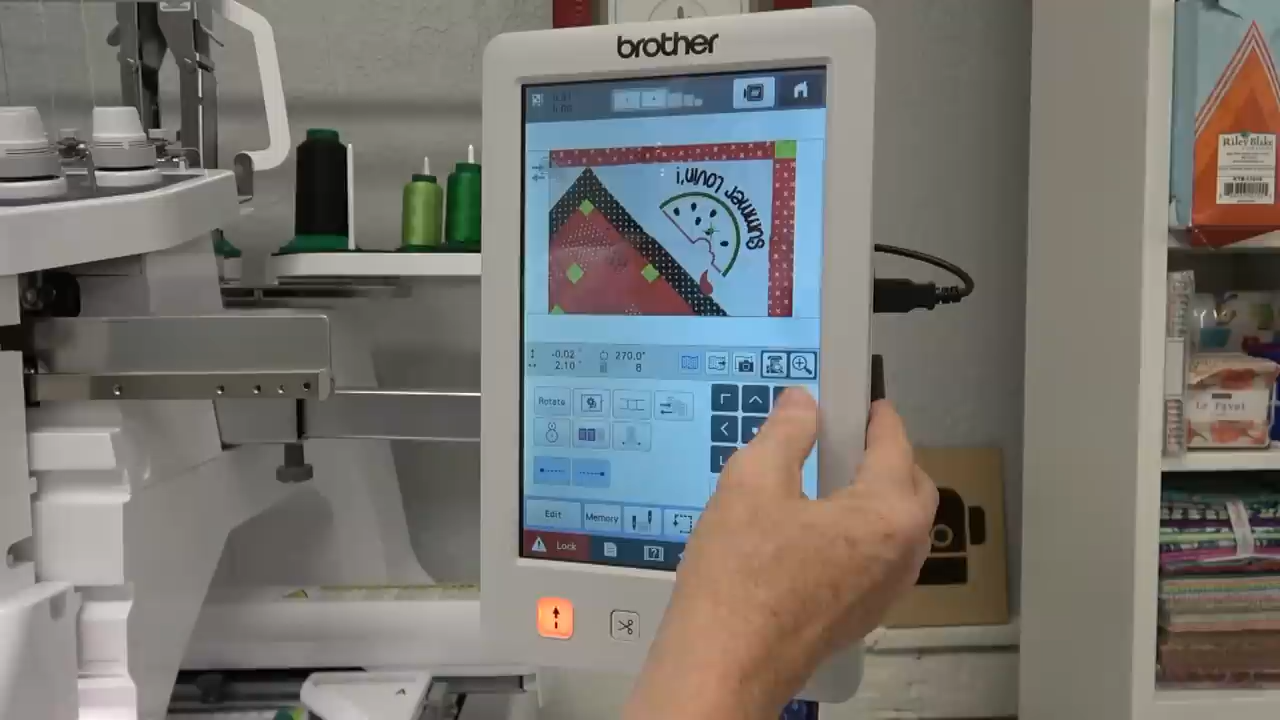 brother
Summer Lovin'!
-0.02"
270.0°
2.10"
8
Rotate
Edit
Memory
Lock
Riley Blake